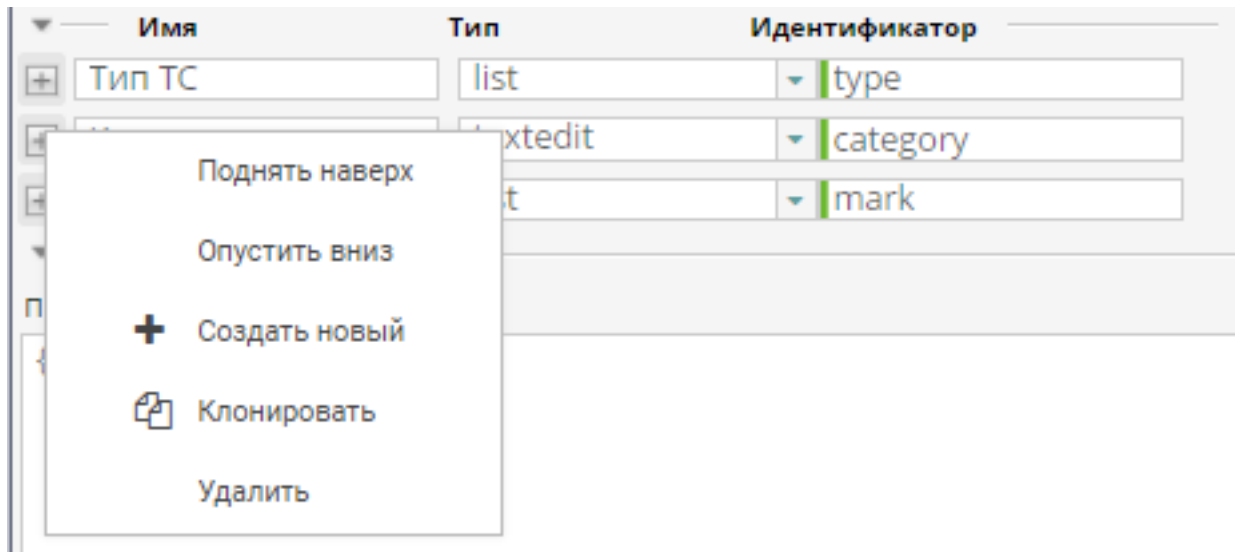 Имя Тип Идентификатор
Тип ТС list type
category
mark
Поднять наверх
Опустить вниз
Создать новый
Клонировать
Удалить
{